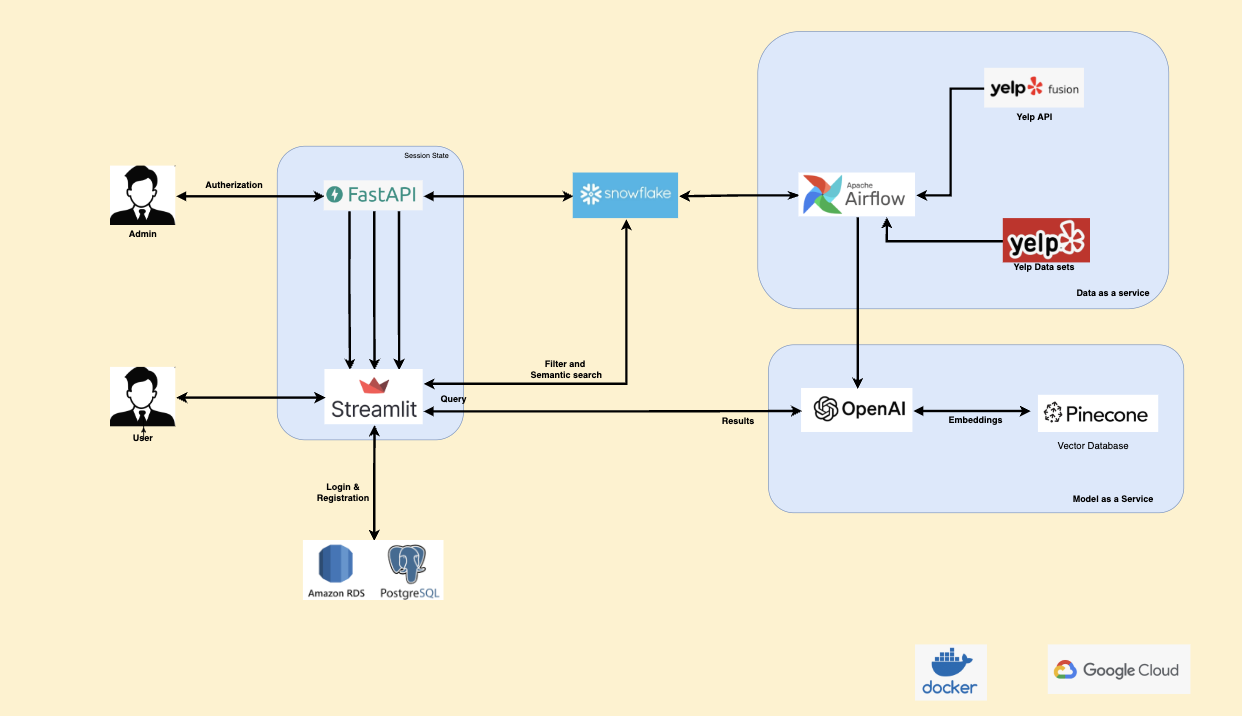 yelp fusion
Yelp API
Session State
Autherization
FastAPI
snowflake
Apache
Airflow
Admin
yelp
Yelp Data sets
Data as a service
Filter and
Semantic search
Query
Streamlit
User
Results
OpenAI
Embeddings
Pinecone
Vector Database
Login &
Registration
Model as a Service
Amazon RDS
PostgreSQL
docker
Google Cloud